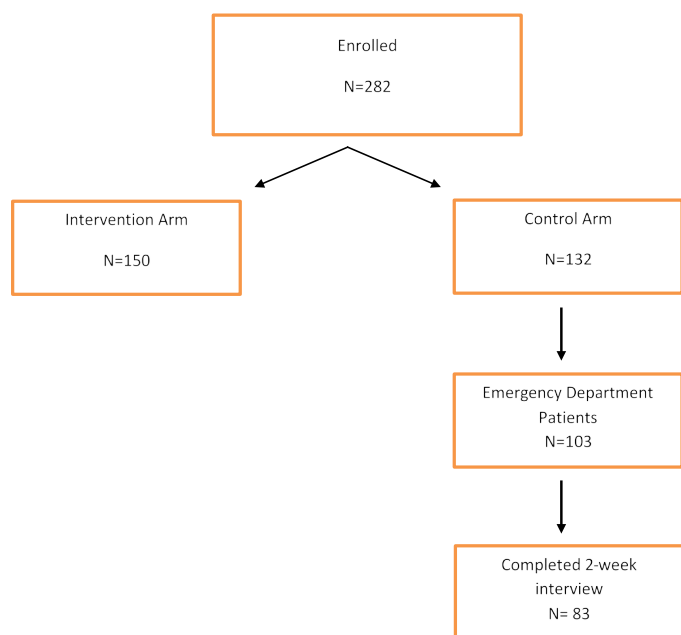 Enrolled
N=282
Intervention Arm
N=150
Control Arm
N=132
Emergency Department
Patients
N=103
Completed 2-week
interview
N= 83